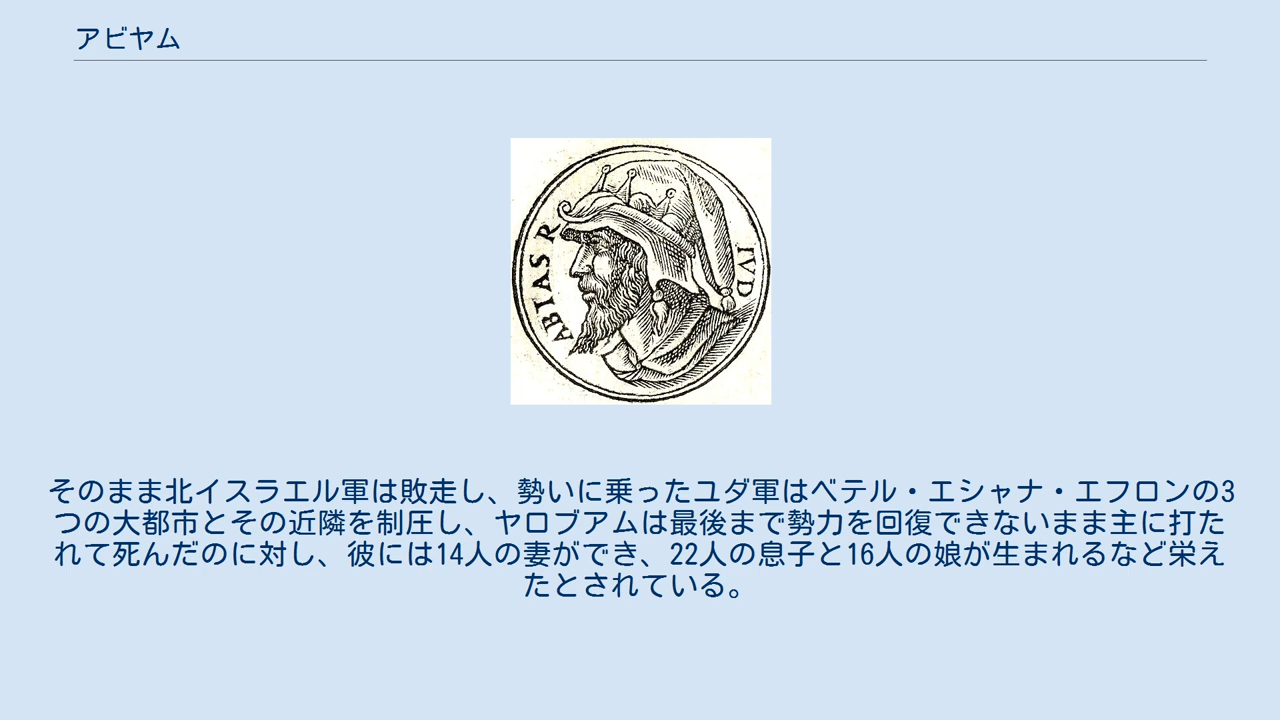 アビヤム
ABIAS R
IVD
そのまま北イスラエル軍は敗走し、勢いに乗ったユダ軍はベテル・エシャナ・エフロンの3
つの大都市とその近隣を制圧し、ヤロブアムは最後まで勢力を回復できないまま主に打た
れて死んだのに対し、彼には14人の妻ができ、22人の息子と16人の娘が生まれるなど栄え
たとされている。